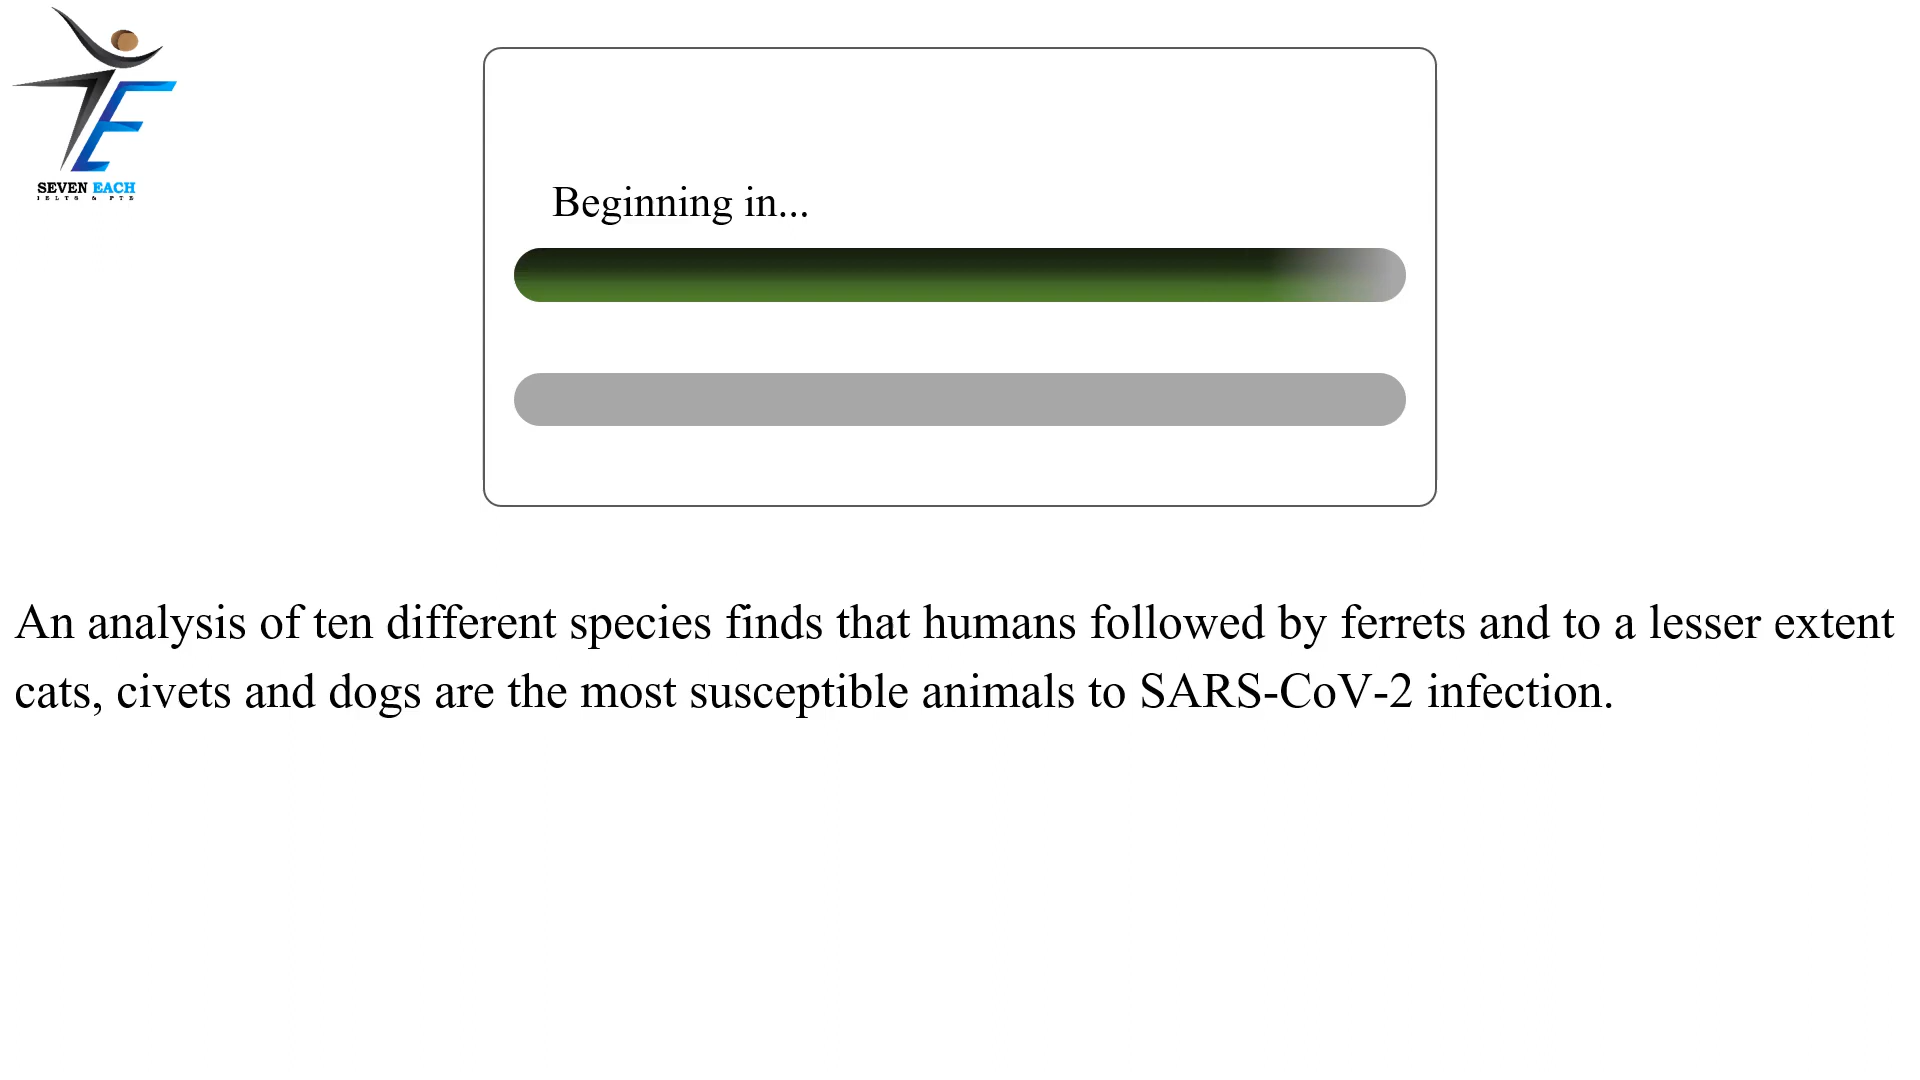 SEVEN EACH
IELTS & PTE
Beginning in...
An analysis of ten different species finds that humans followed by ferrets and to a lesser extent
cats, civets and dogs are the most susceptible animals to SARS-CoV-2 infection.